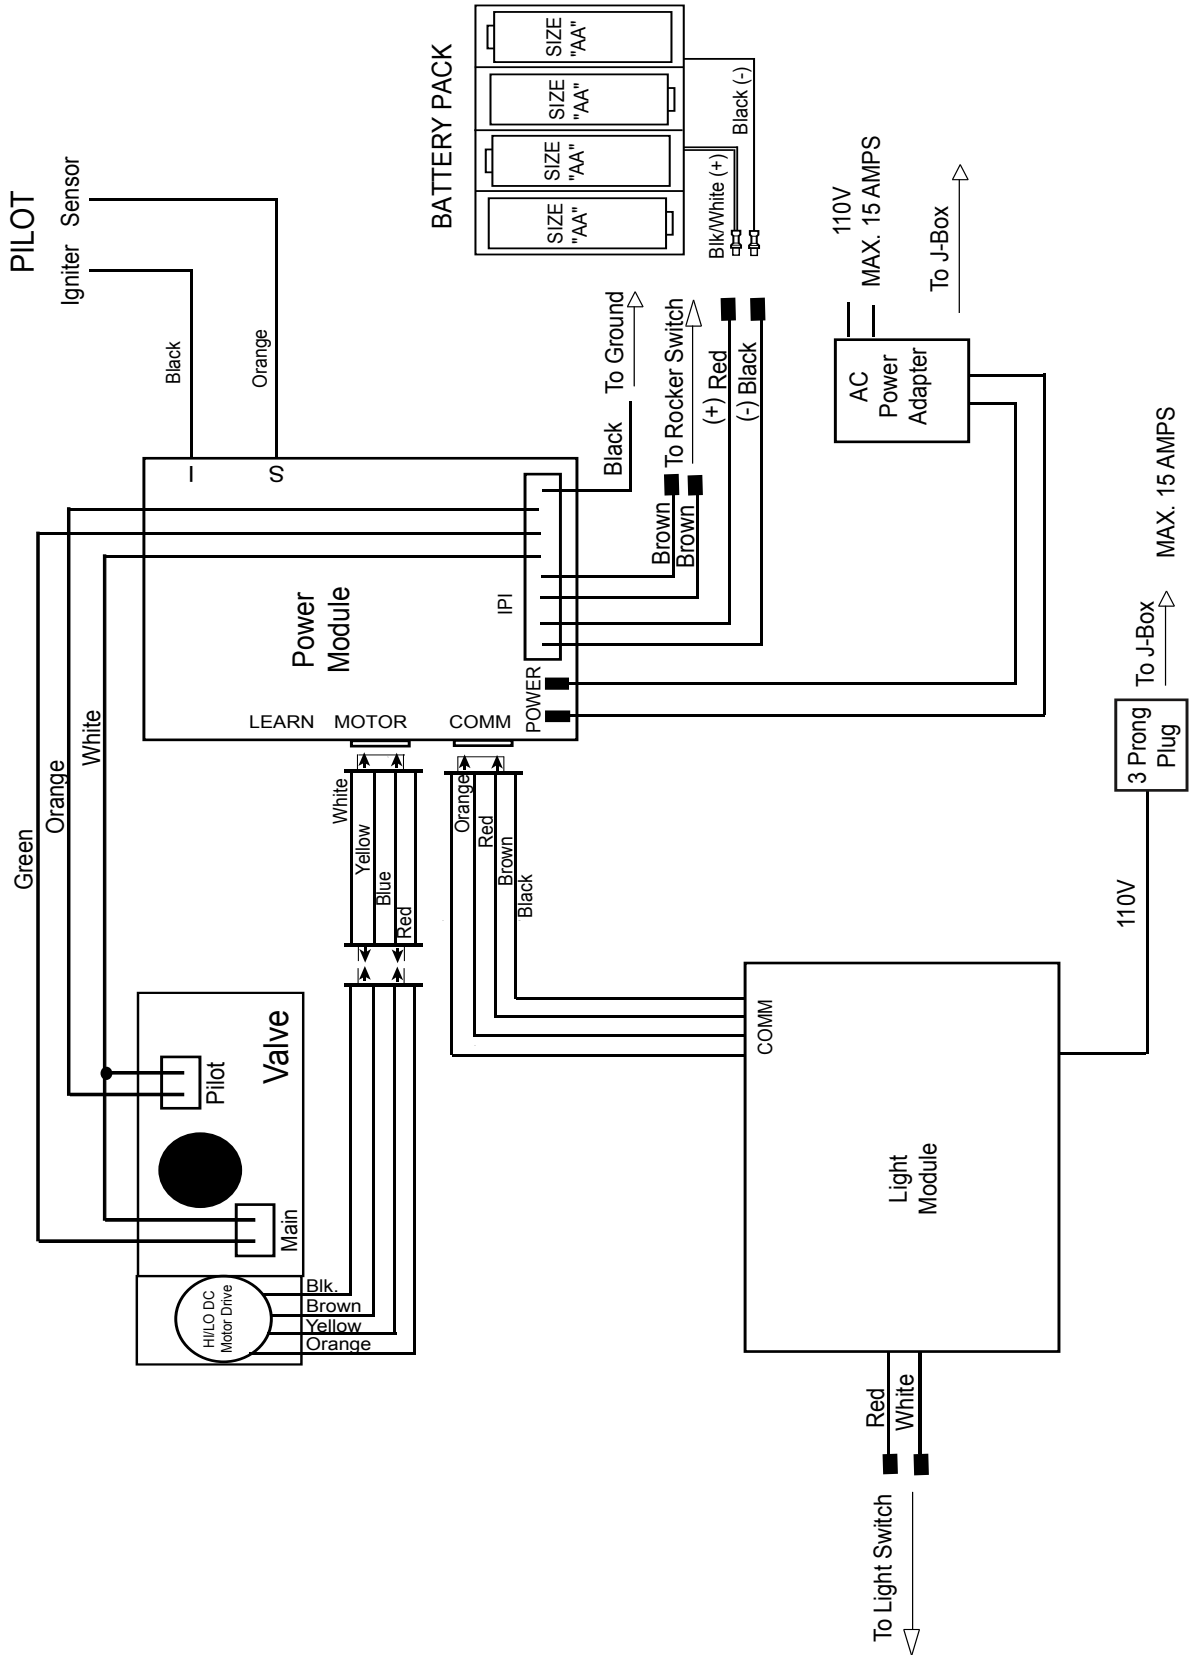 PILOT
Igniter
Sensor
Black
Orange
BATTERY PACK
SIZE
"AA"
SIZE
"AA"
SIZE
"AA"
SIZE
"AA"
Blk/White (+)
Black (-)
I
S
Power
Module
LEARN
MOTOR
COMM
POWER
IPI
Black
To Ground
Brown
Brown
To Rocker Switch
(+) Red
(-) Black
110V
MAX. 15 AMPS
To J-Box
AC
Power
Adapter
Green
Orange
White
White
Yellow
Blue
Red
Orange
Red
Brown
Black
Valve
Pilot
Main
HI/LO DC
Motor Drive
Blk.
Brown
Yellow
Orange
COMM
Light
Module
110V
3 Prong
Plug
To J-Box
MAX. 15 AMPS
Red
White
To Light Switch